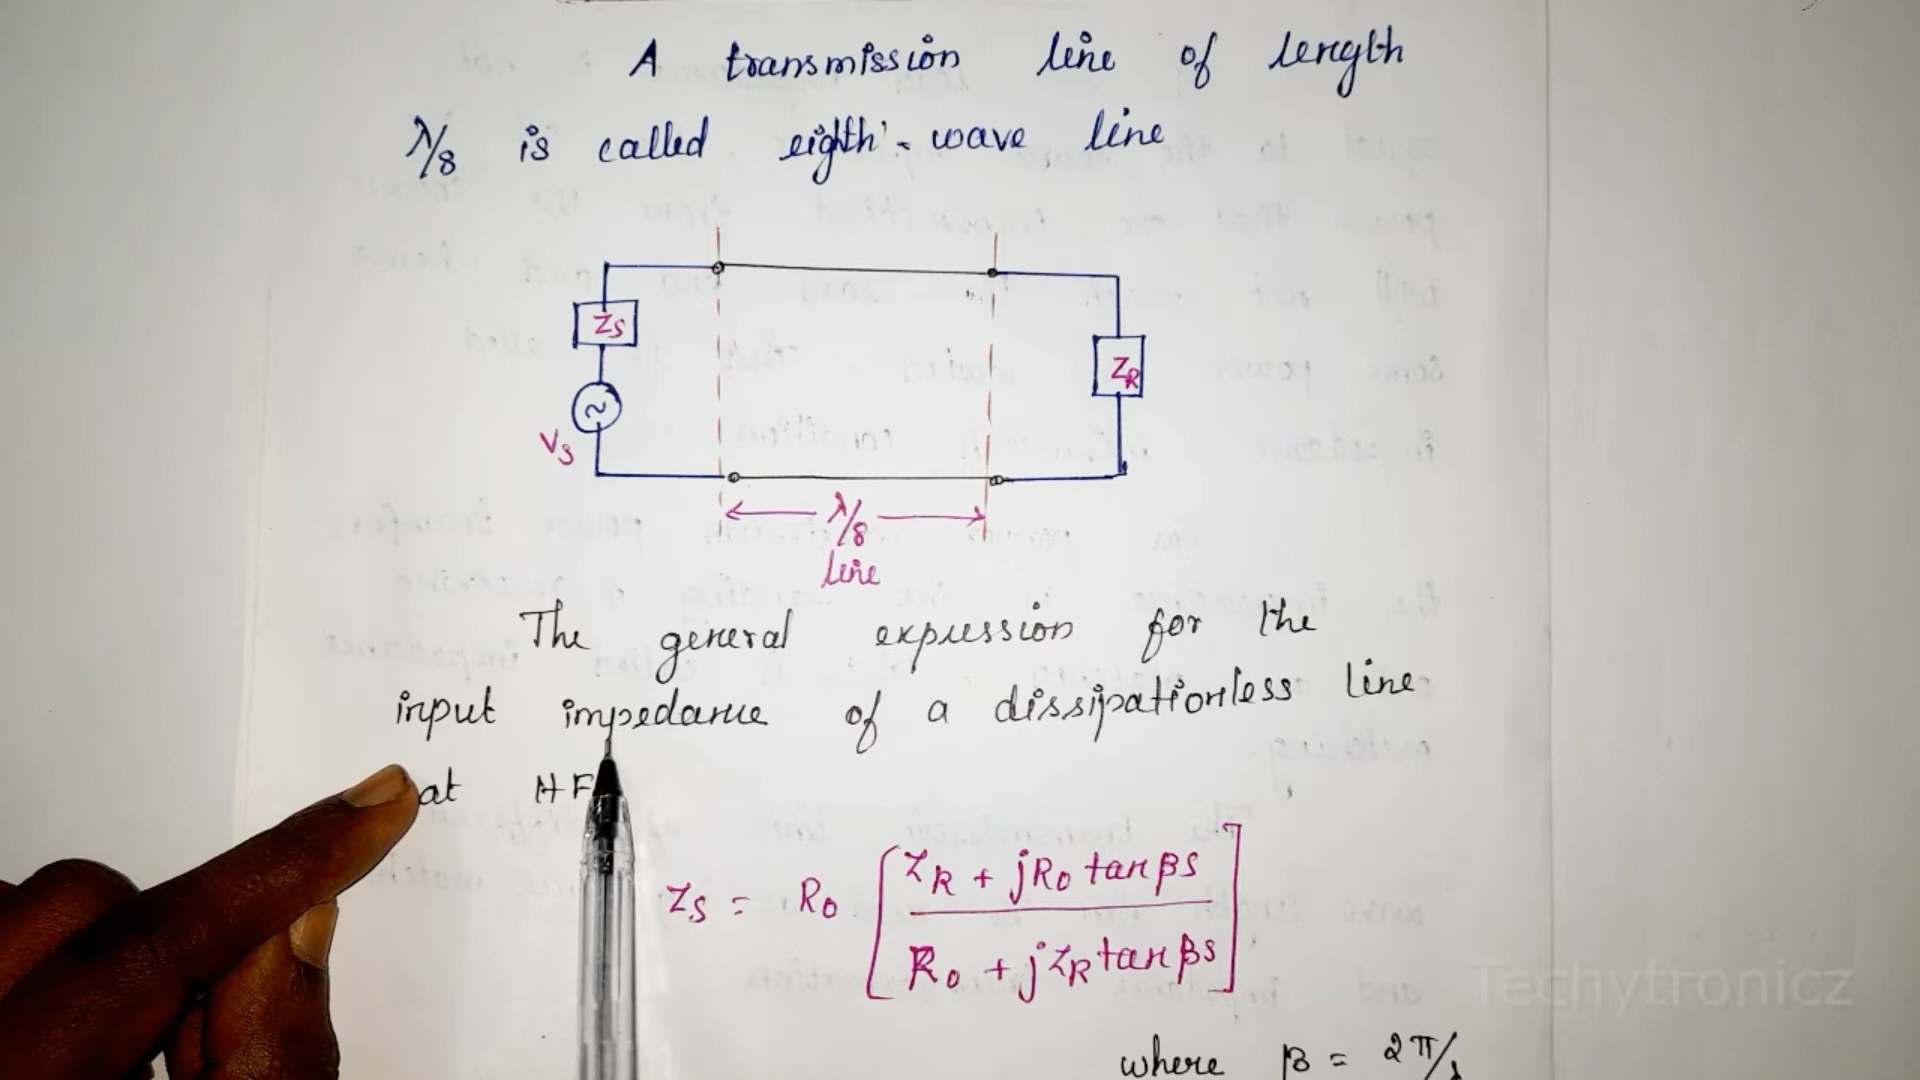 A transmission line of length
λ/8 is called eighth-wave line
Zs
ZR
Vs
λ/8
line
The general expression for the
input impedance of a dissipationless line
at HF
Zs = R0 [ZR + jR0 tan βs / R0 + jZR tan βs]
Techytronicz
where β = 2π/λ